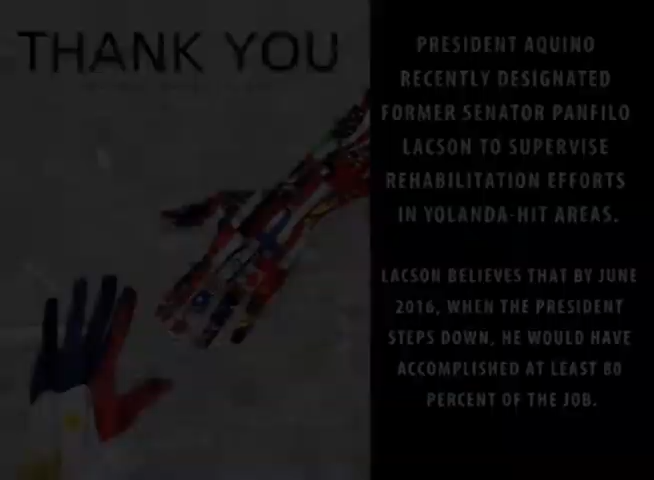 THANK YOU
PRESIDENT AQUINO
RECENTLY DESIGNATED
FORMER SENATOR PANFILO
LACSON TO SUPERVISE
REHABILITATION EFFORTS
IN YOLANDA-HIT AREAS.
LACSON BELIEVES THAT BY JUNE
2016, WHEN THE PRESIDENT
STEPS DOWN, HE WOULD HAVE
ACCOMPLISHED AT LEAST 80
PERCENT OF THE JOB.